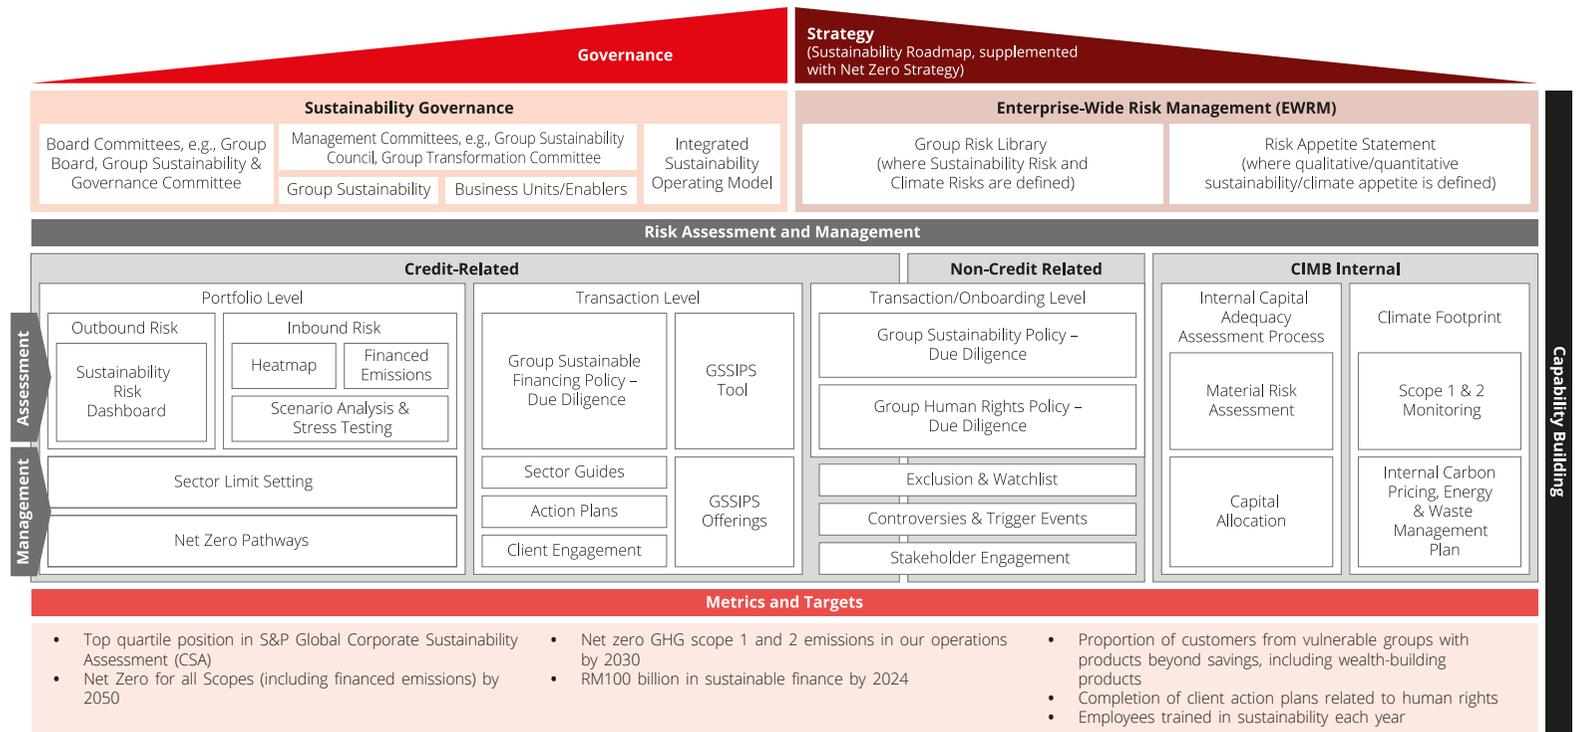 Governance
Strategy
(Sustainability Roadmap, supplemented
with Net Zero Strategy)
Sustainability Governance
Board Committees, e.g., Group
Board, Group Sustainability &
Governance Committee
Management Committees, e.g., Group Sustainability
Council, Group Transformation Committee
Group Sustainability
Business Units/Enablers
Integrated
Sustainability
Operating Model
Enterprise-Wide Risk Management (EWRM)
Group Risk Library
(where Sustainability Risk and
Climate Risks are defined)
Risk Appetite Statement
(where qualitative/quantitative
sustainability/climate appetite is defined)
Risk Assessment and Management
Assessment
Management
Credit-Related
Portfolio Level
Outbound Risk
Sustainability
Risk
Dashboard
Inbound Risk
Heatmap
Financed
Emissions
Scenario Analysis &
Stress Testing
Sector Limit Setting
Net Zero Pathways
Transaction Level
Group Sustainable
Financing Policy –
Due Diligence
GSSIPS
Tool
Sector Guides
Action Plans
Client Engagement
GSSIPS
Offerings
Non-Credit Related
Transaction/Onboarding Level
Group Sustainability Policy –
Due Diligence
Group Human Rights Policy –
Due Diligence
Exclusion & Watchlist
Controversies & Trigger Events
Stakeholder Engagement
CIMB Internal
Internal Capital
Adequacy
Assessment Process
Material Risk
Assessment
Capital
Allocation
Climate Footprint
Scope 1 & 2
Monitoring
Internal Carbon
Pricing, Energy
& Waste
Management
Plan
Capability Building
Metrics and Targets
• Top quartile position in S&P Global Corporate Sustainability
Assessment (CSA)
• Net Zero for all Scopes (including financed emissions) by
2050
• Net zero GHG scope 1 and 2 emissions in our operations
by 2030
• RM100 billion in sustainable finance by 2024
• Proportion of customers from vulnerable groups with
products beyond savings, including wealth-building
products
• Completion of client action plans related to human rights
• Employees trained in sustainability each year